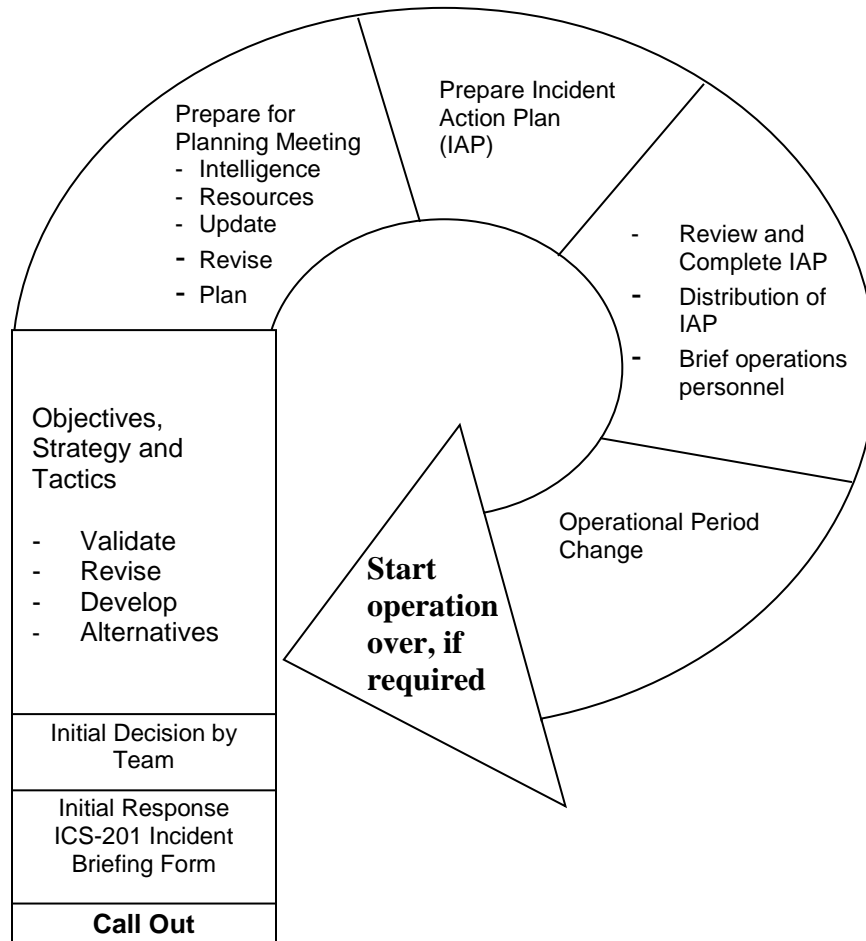 Prepare for
Planning Meeting
- Intelligence
- Resources
- Update
- Revise
- Plan
Prepare Incident
Action Plan
(IAP)
- Review and
Complete IAP
- Distribution of
IAP
- Brief operations
personnel
Operational Period
Change
Start
operation
over, if
required
Objectives,
Strategy and
Tactics
- Validate
- Revise
- Develop
- Alternatives
Initial Decision by
Team
Initial Response
ICS-201 Incident
Briefing Form
Call Out